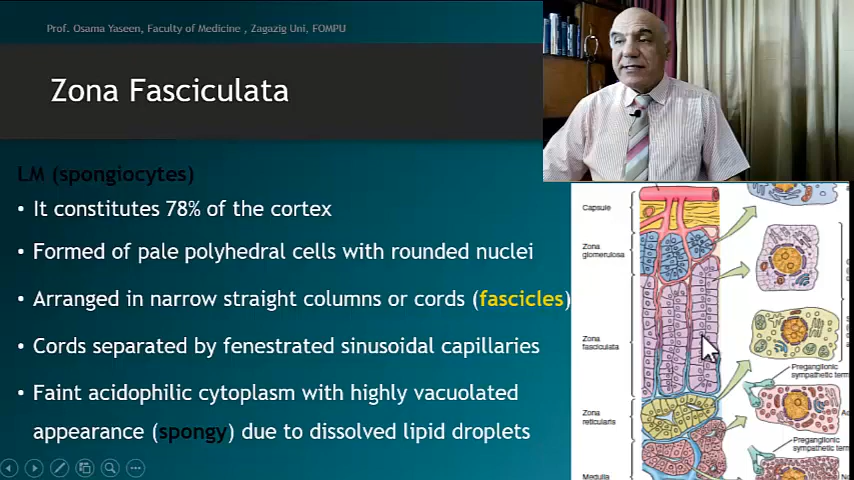 Prof. Osama Yaseen, Faculty of Medicine , Zagazig Uni, FOMPU
Zona Fasciculata
LM (spongiocytes)
• It constitutes 78% of the cortex
• Formed of pale polyhedral cells with rounded nuclei
• Arranged in narrow straight columns or cords (fascicles)
• Cords separated by fenestrated sinusoidal capillaries
• Faint acidophilic cytoplasm with highly vacuolated
appearance (spongy) due to dissolved lipid droplets
Capsule
Zona
glomerulosa
Zona
fasciculata
Preganglionic
sympathetic term
Zona
reticularis
Preganglionic
sympathetic term
Medulla